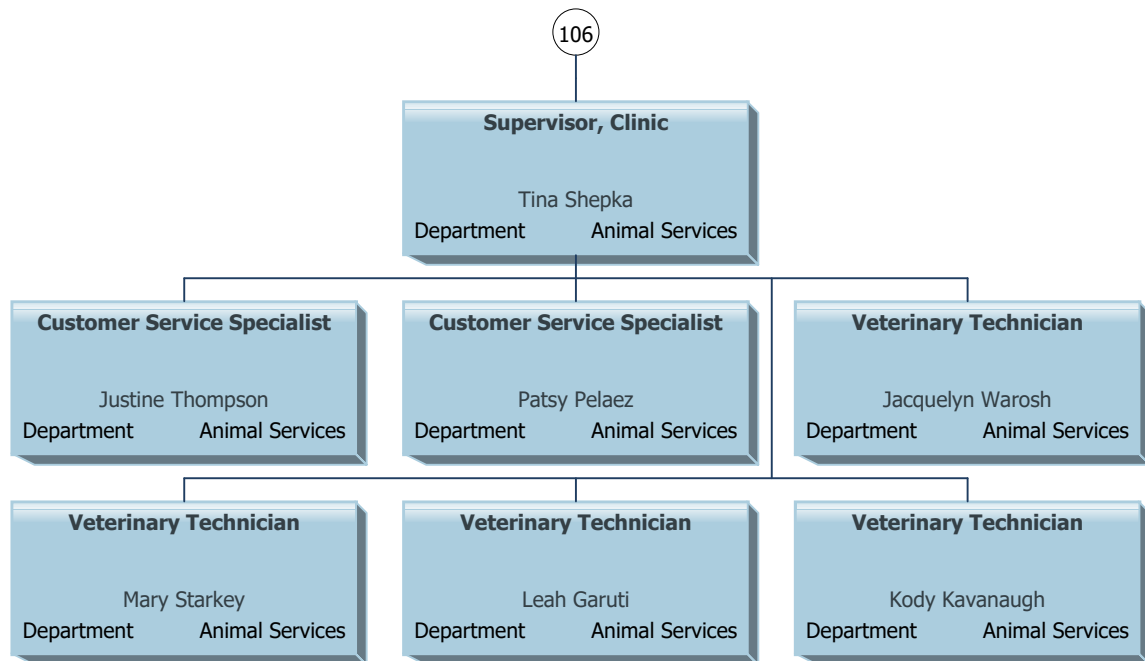 106
Supervisor, Clinic
Tina Shepka
Department Animal Services
Customer Service Specialist
Justine Thompson
Department Animal Services
Customer Service Specialist
Patsy Pelaez
Department Animal Services
Veterinary Technician
Jacquelyn Warosh
Department Animal Services
Veterinary Technician
Mary Starkey
Department Animal Services
Veterinary Technician
Leah Garuti
Department Animal Services
Veterinary Technician
Kody Kavanaugh
Department Animal Services